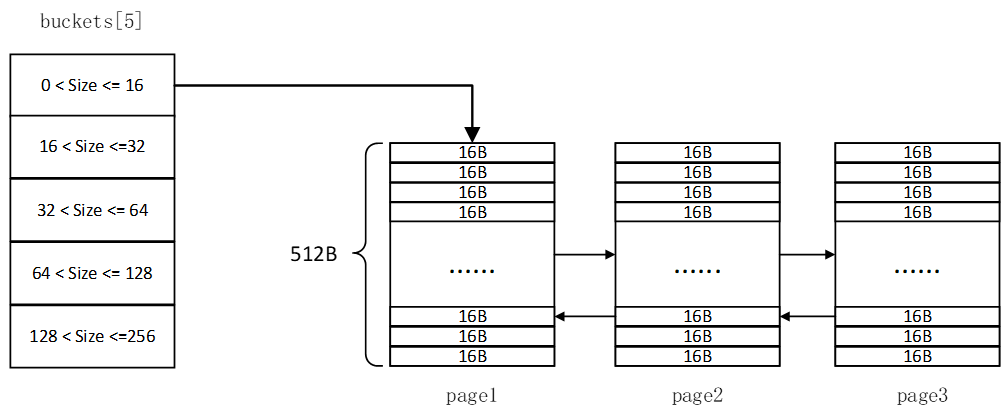 buckets[5]
0 < Size <= 16
16 < Size <=32
32 < Size <= 64
64 < Size <= 128
128 < Size <=256
512B
16B
16B
16B
16B
......
16B
16B
16B
page1
16B
16B
16B
16B
......
16B
16B
16B
page2
16B
16B
16B
16B
......
16B
16B
16B
page3